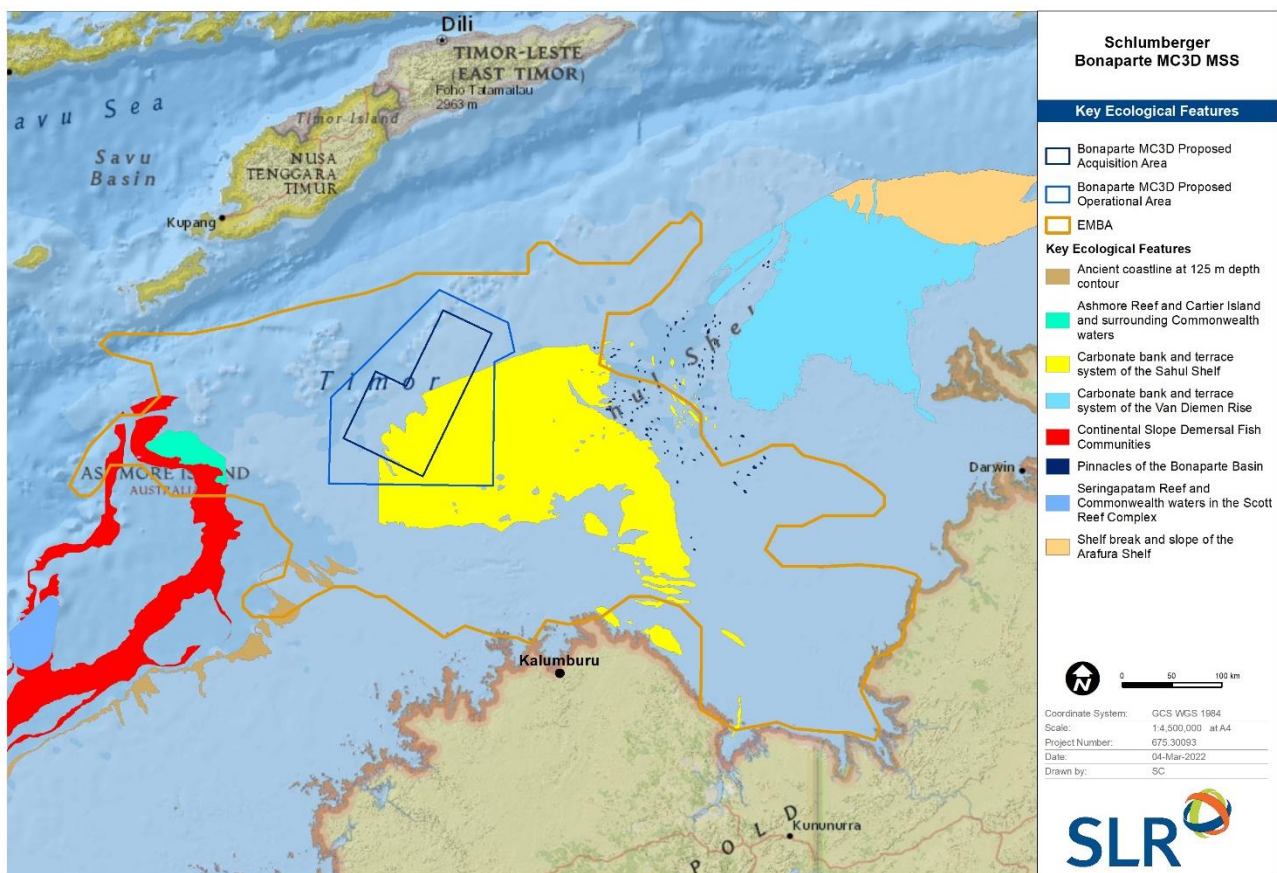 Dili
TIMOR-LESTE
(EAST TIMOR)
Foho Tatamailau
2963 m
avu Sea
Timor Island
Savu
Basin
NUSA
TENGGARA
TIMUR
Kupang
Timor
hul Shel
ASHMORE ISLAND
AUSTRALIA
Darwin
Kalumburu
Kununurra
POLD
Schlumberger
Bonaparte MC3D MSS
Key Ecological Features
Bonaparte MC3D Proposed
Acquisition Area
Bonaparte MC3D Proposed
Operational Area
EMBA
Key Ecological Features
Ancient coastline at 125 m depth
contour
Ashmore Reef and Cartier Island
and surrounding Commonwealth
waters
Carbonate bank and terrace
system of the Sahul Shelf
Carbonate bank and terrace
system of the Van Diemen Rise
Continental Slope Demersal Fish
Communities
Pinnacles of the Bonaparte Basin
Seringapatam Reef and
Commonwealth waters in the Scott
Reef Complex
Shelf break and slope of the
Arafura Shelf
N
0 50 100 km
Coordinate System: GCS WGS 1984
Scale: 1:4,500,000 at A4
Project Number: 675.30093
Date: 04-Mar-2022
Drawn by: SC
SLR